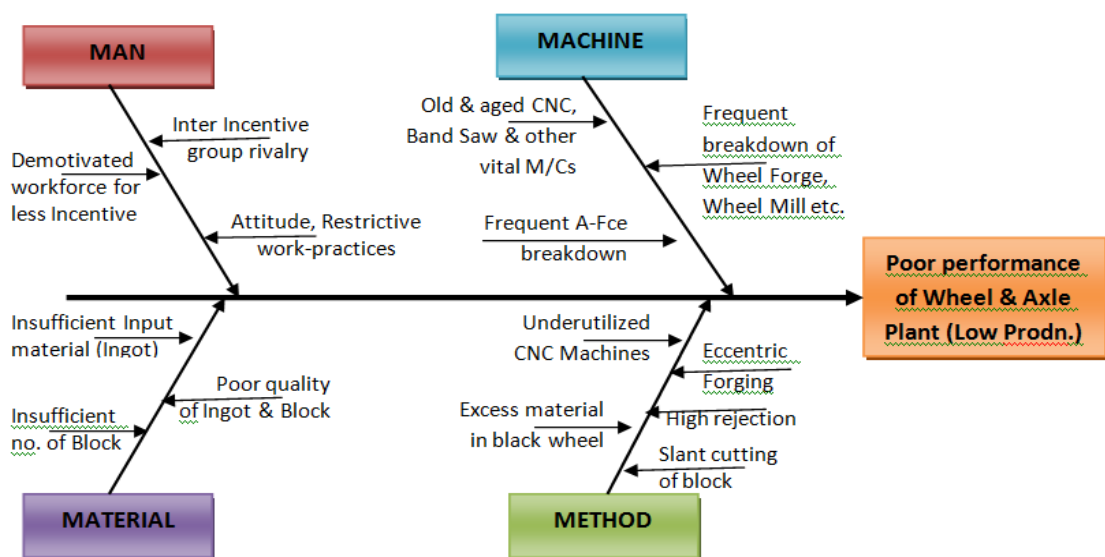 MAN
MACHINE
Inter Incentive
group rivalry
Demotivated
workforce for
less Incentive
Attitude, Restrictive
work-practices
Old & aged CNC,
Band Saw & other
vital M/Cs
Frequent
breakdown of
Wheel Forge,
Wheel Mill etc.
Frequent A-Fce
breakdown
Poor performance
of Wheel & Axle
Plant (Low Prodn.)
Insufficient Input
material (Ingot)
Poor quality
of Ingot & Block
Insufficient
no. of Block
Underutilized
CNC Machines
Eccentric
Forging
Excess material
in black wheel
High rejection
Slant cutting
of block
MATERIAL
METHOD